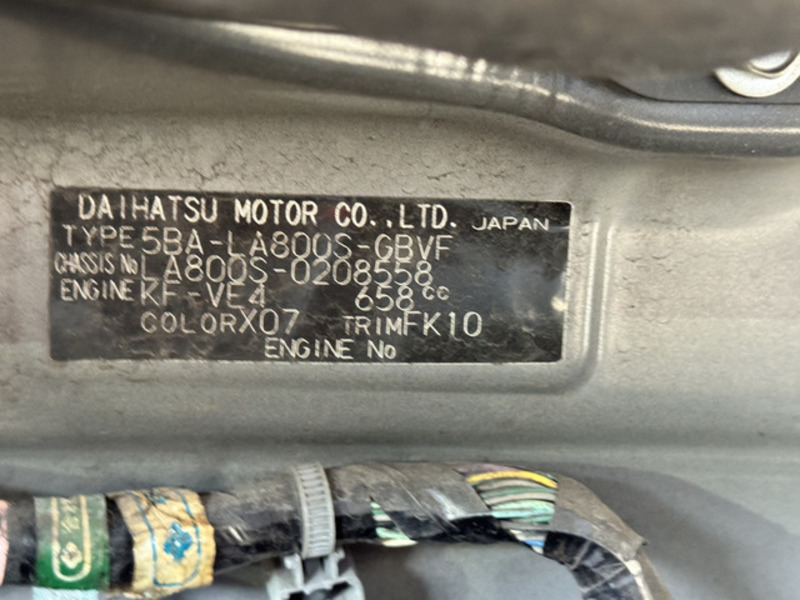 DAIHATSU MOTOR CO.,LTD. JAPAN
TYPE 5BA-LA800S-GBVF
CHASSIS No LA800S-0208558
ENGINE KF-VE4 658cc
COLOR X07 TRIM FK10
ENGINE No